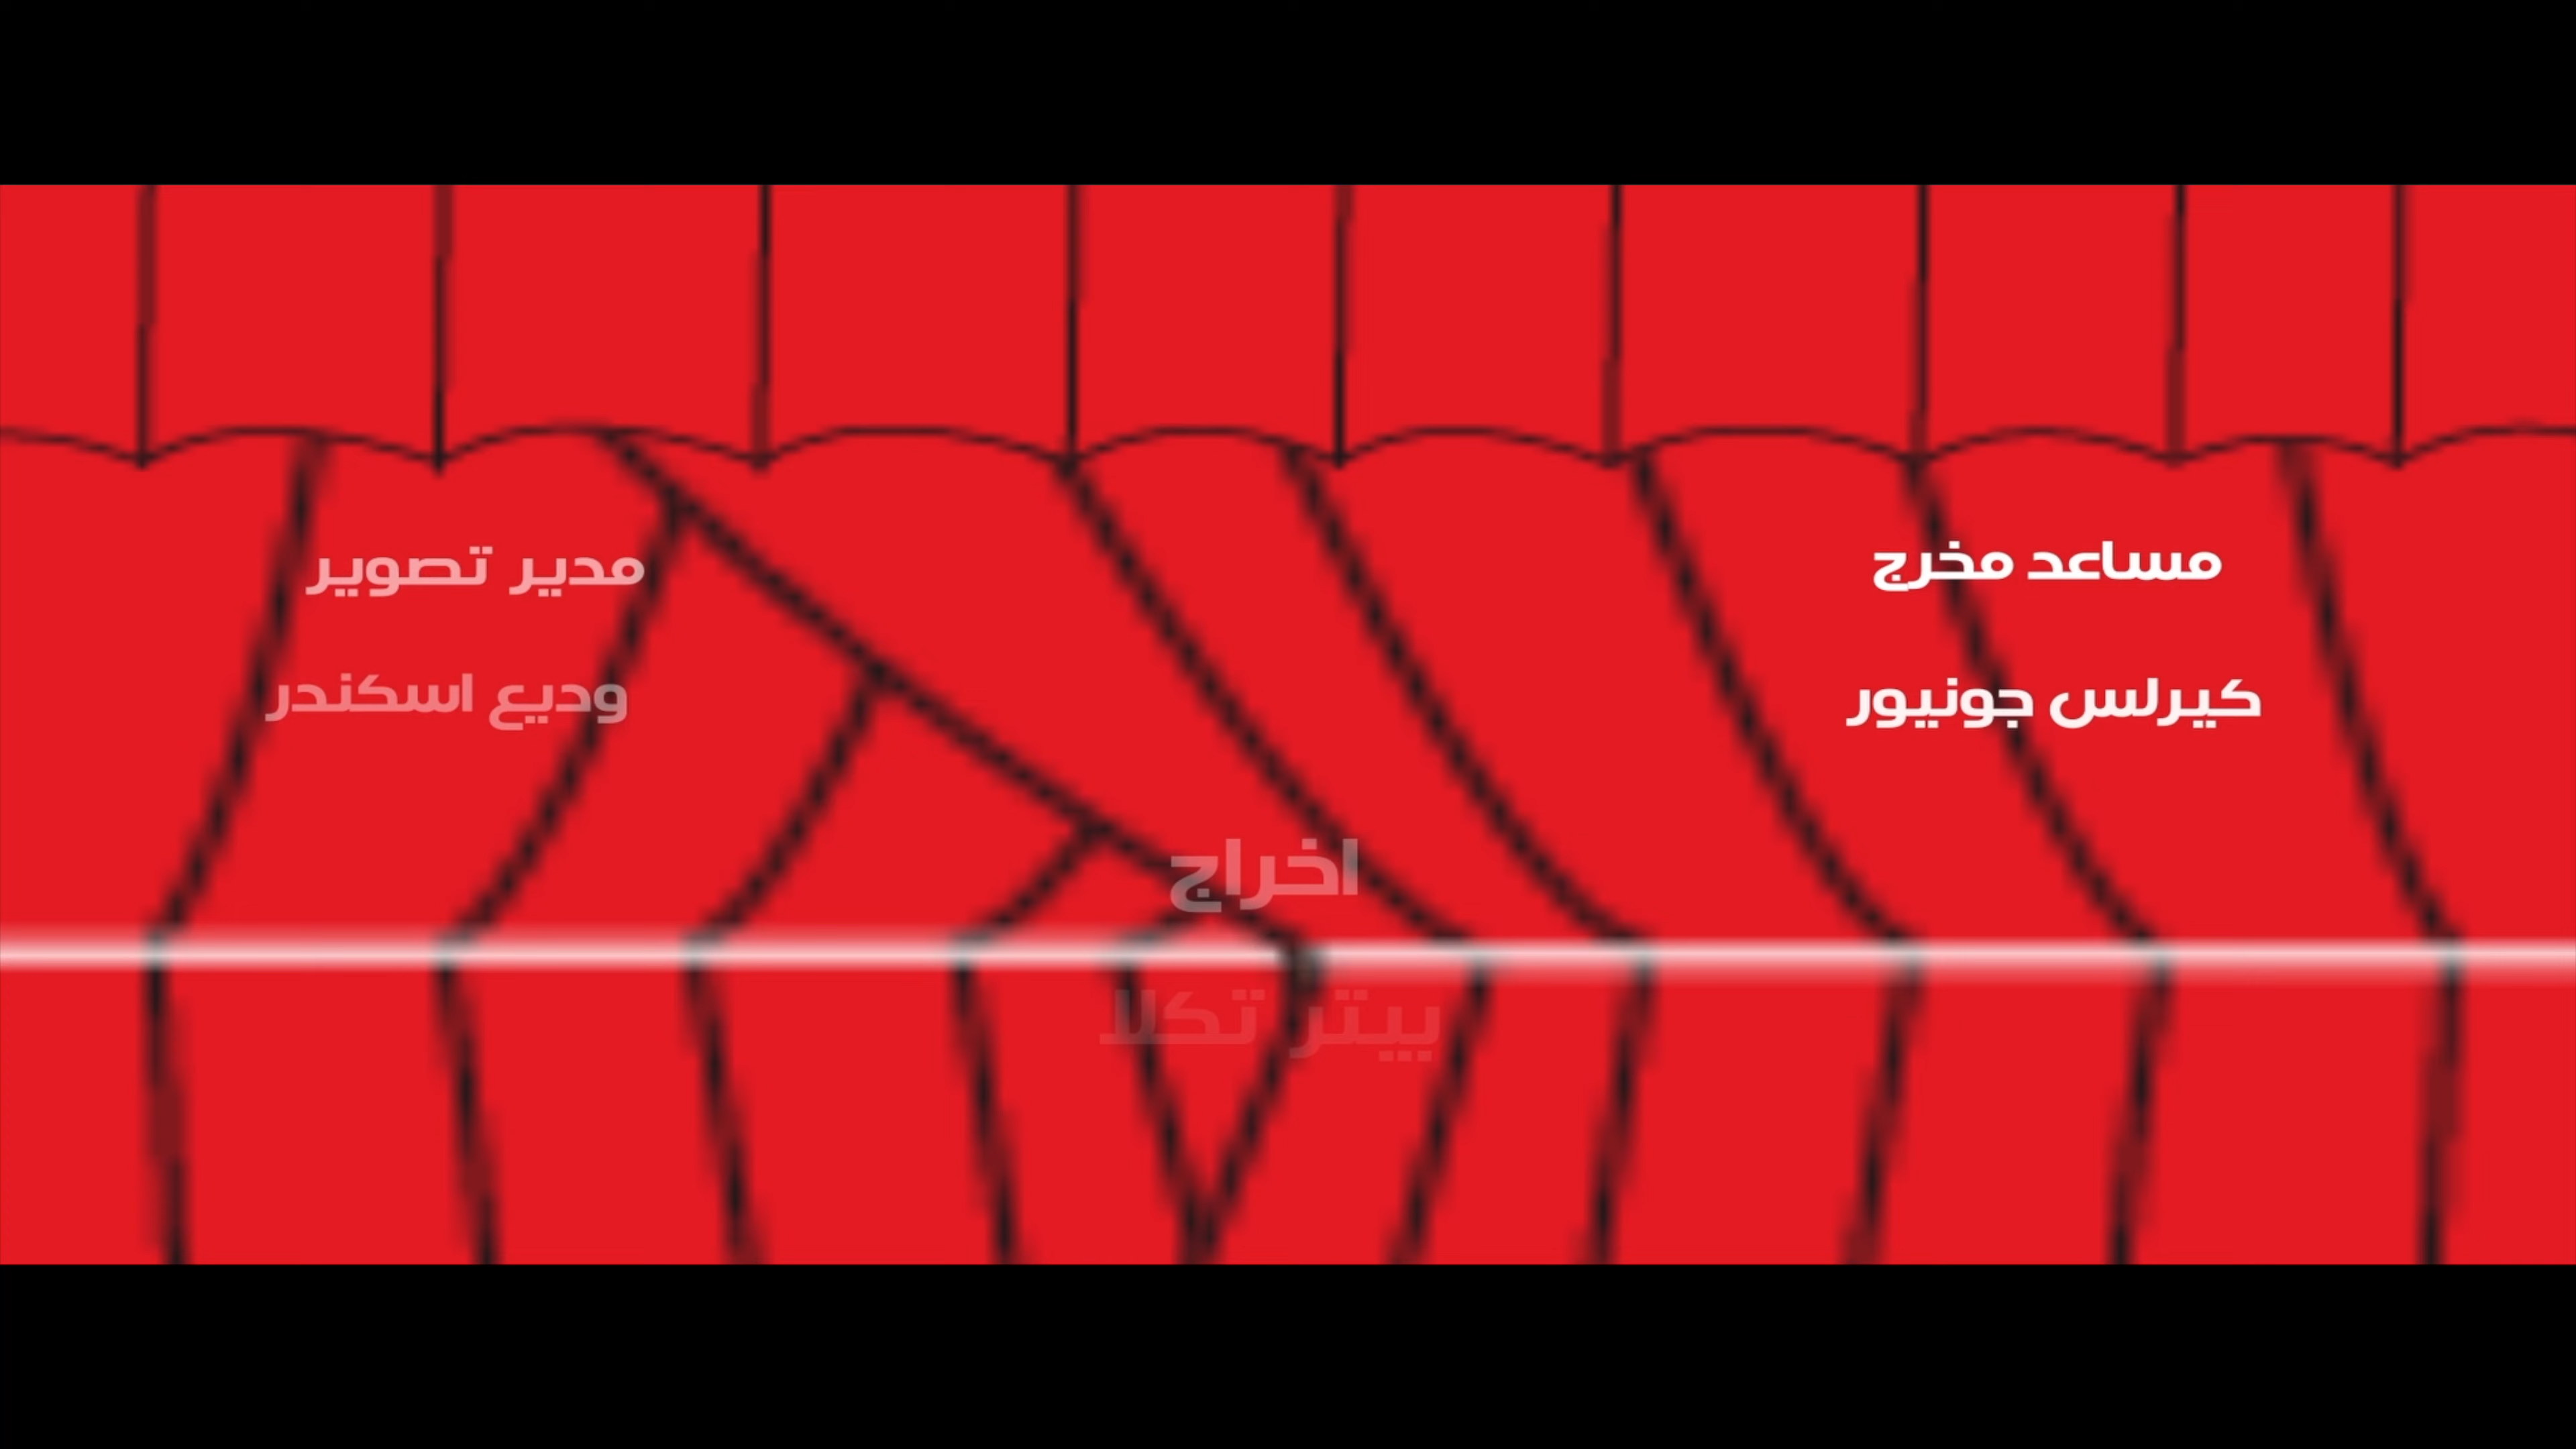 مساعد مخرج
كيرلس جونيور
مدير تصوير
وديع اسكندر
اخراج
بيتر تكلا